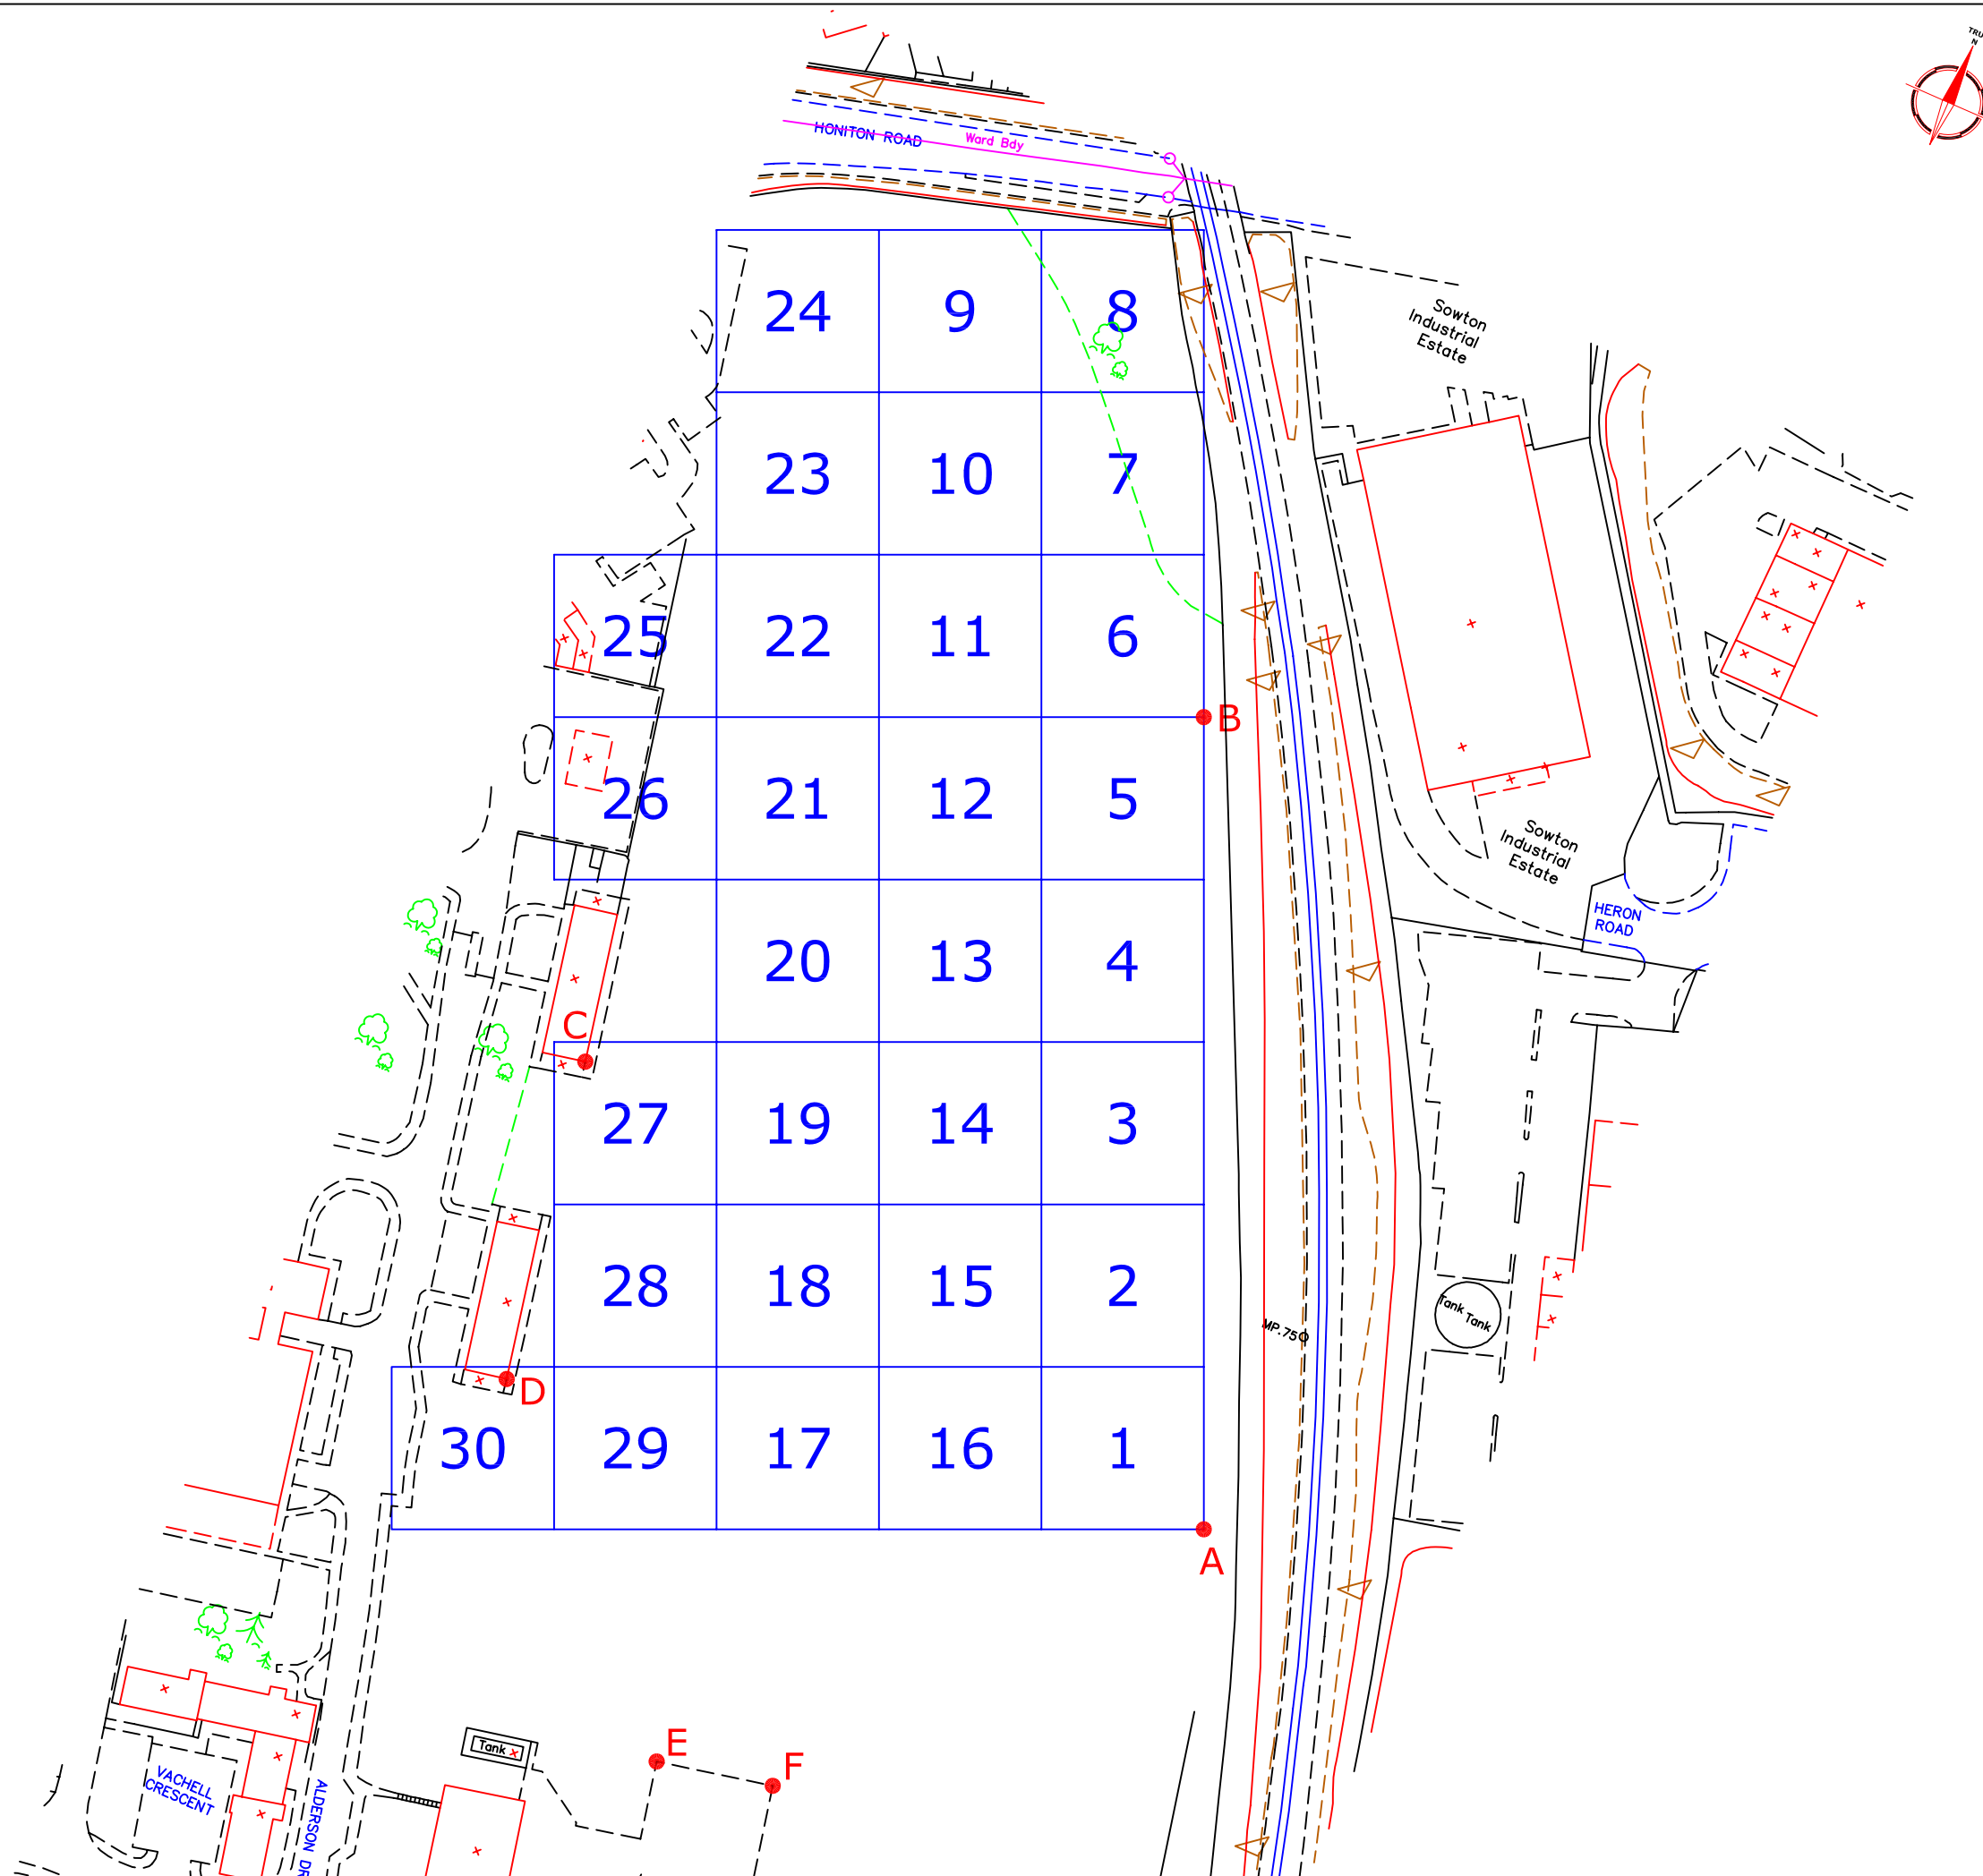 TRU
N
HONITON ROAD
Ward Bdy
24 9 8
Sowton
Industrial
Estate
23 10 7
25 22 11 6
B
26 21 12 5
Sowton
Industrial
Estate
HERON
ROAD
20 13 4
C
27 19 14 3
28 18 15 2
MP.75
Tank Tank
D
30 29 17 16 1
A
E
Tank
F
VACHELL
CRESCENT
ALDERSON DR